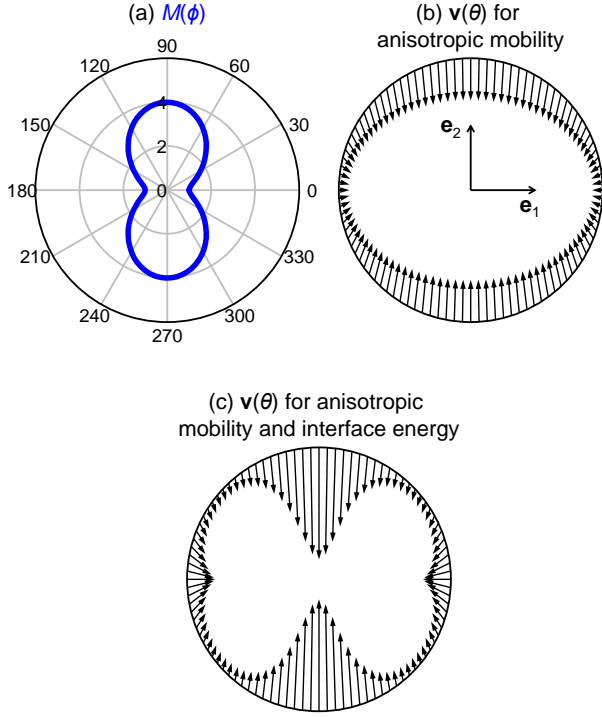 (a) M(ϕ)
90
120
60
150
30
180
0
210
330
240
300
270
4
2
0
(b) v(θ) for
anisotropic mobility
e2
e1
(c) v(θ) for anisotropic
mobility and interface energy